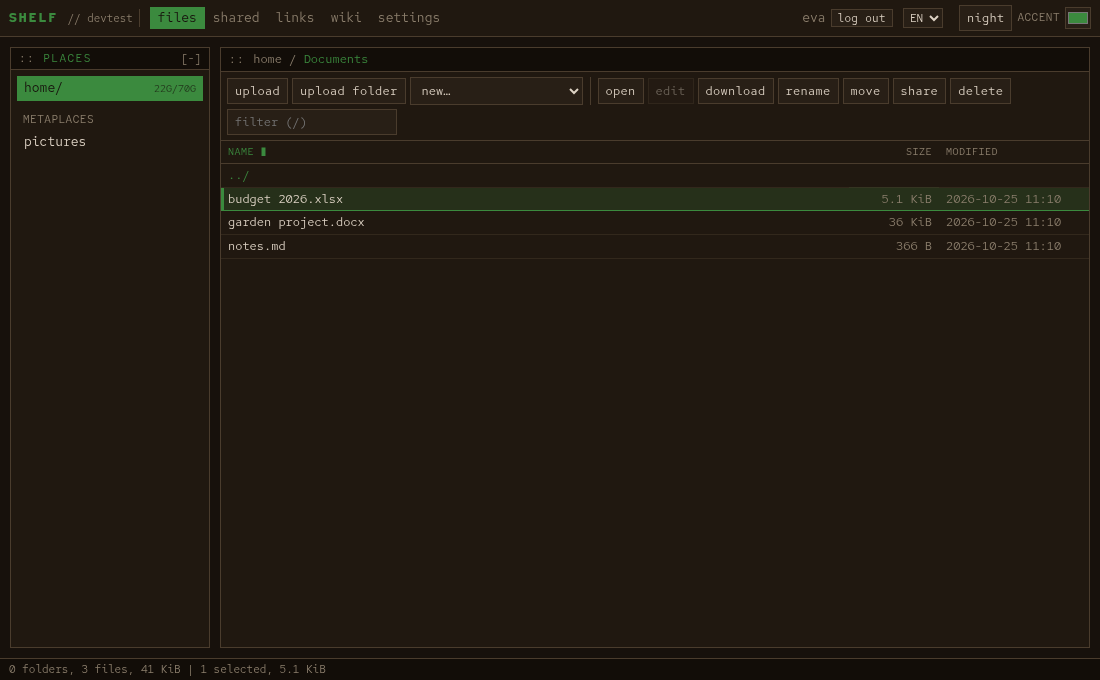 SHELF // devtest files shared links wiki settings eva log out EN night ACCENT
:: PLACES [-]
home/ 22G/70G
METAPLACES
pictures
:: home / Documents
upload upload folder new… open edit download rename move share delete
filter (/)
NAME SIZE MODIFIED
../
budget 2026.xlsx 5.1 KiB 2026-10-25 11:10
garden project.docx 36 KiB 2026-10-25 11:10
notes.md 366 B 2026-10-25 11:10
0 folders, 3 files, 41 KiB | 1 selected, 5.1 KiB